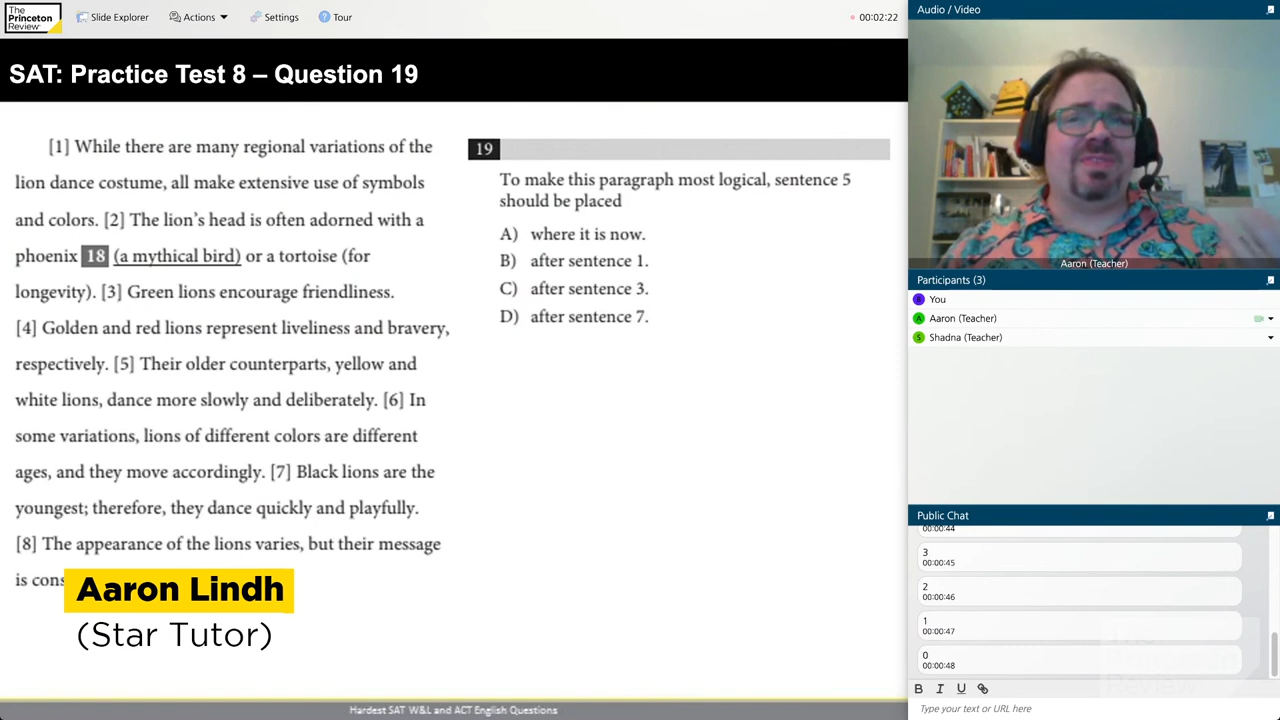 The
Princeton
Review
Slide Explorer
Actions
Settings
Tour
00:02:22
SAT: Practice Test 8 – Question 19
[1] While there are many regional variations of the
lion dance costume, all make extensive use of symbols
and colors. [2] The lion's head is often adorned with a
phoenix 18 (a mythical bird) or a tortoise (for
longevity). [3] Green lions encourage friendliness.
[4] Golden and red lions represent liveliness and bravery,
respectively. [5] Their older counterparts, yellow and
white lions, dance more slowly and deliberately. [6] In
some variations, lions of different colors are different
ages, and they move accordingly. [7] Black lions are the
youngest; therefore, they dance quickly and playfully.
[8] The appearance of the lions varies, but their message
is cons
Aaron Lindh
(Star Tutor)
19
To make this paragraph most logical, sentence 5
should be placed
A) where it is now.
B) after sentence 1.
C) after sentence 3.
D) after sentence 7.
Hardest SAT W&L and ACT English Questions
Audio / Video
Aaron (Teacher)
Participants (3)
B You
A Aaron (Teacher)
S Shadna (Teacher)
Public Chat
00:00:44
3
00:00:45
2
00:00:46
1
00:00:47
0
00:00:48
B I U
Type your text or URL here